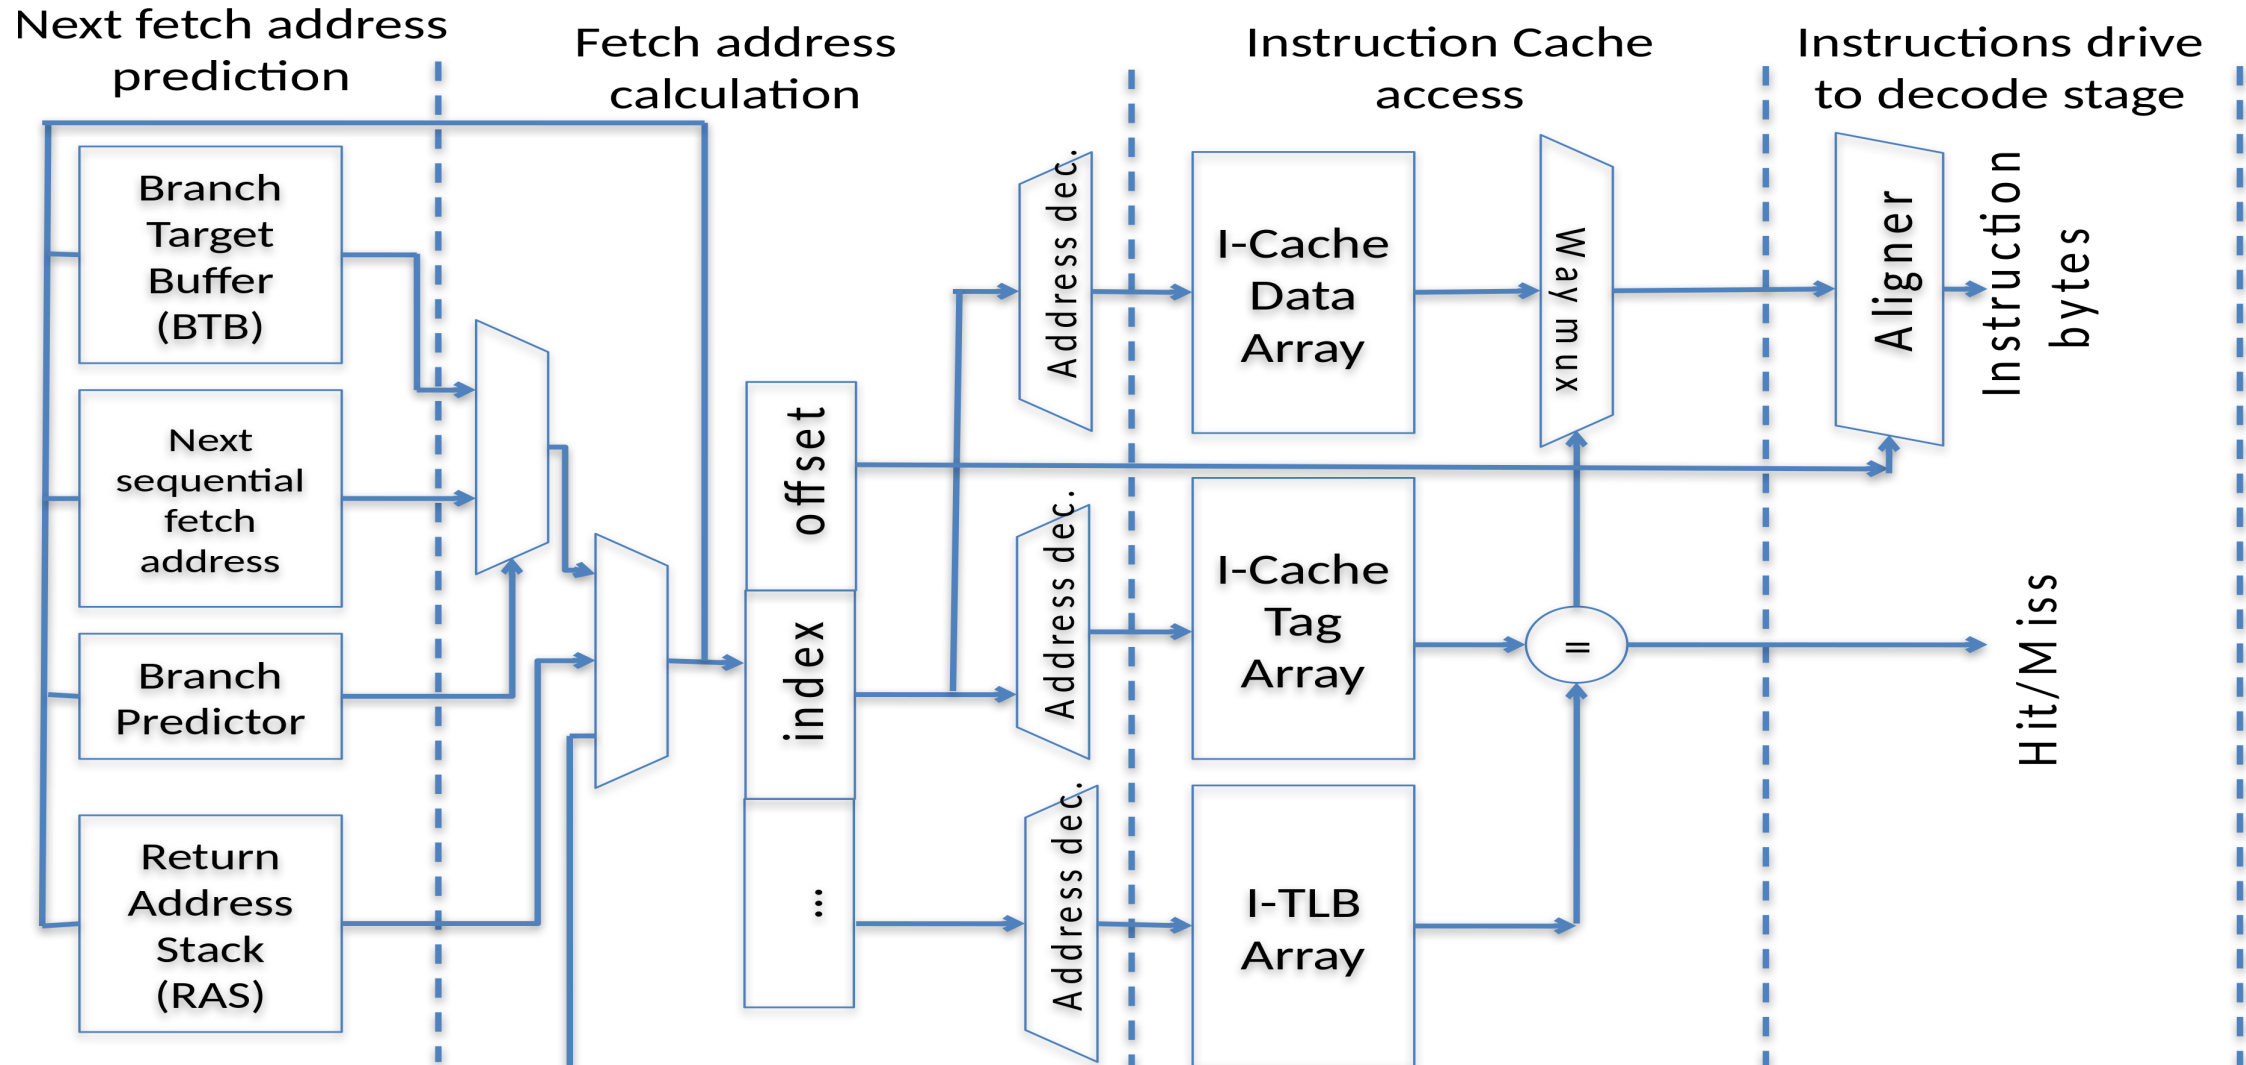 Next fetch address
prediction
Fetch address
calculation
Instruction Cache
access
Instructions drive
to decode stage
Branch
Target
Buffer
(BTB)
Next
sequential
fetch
address
Branch
Predictor
Return
Address
Stack
(RAS)
offset
index
...
Address dec.
Address dec.
Address dec.
I-Cache
Data
Array
I-Cache
Tag
Array
I-TLB
Array
Way mux
=
Aligner
Instruction
bytes
Hit/Miss